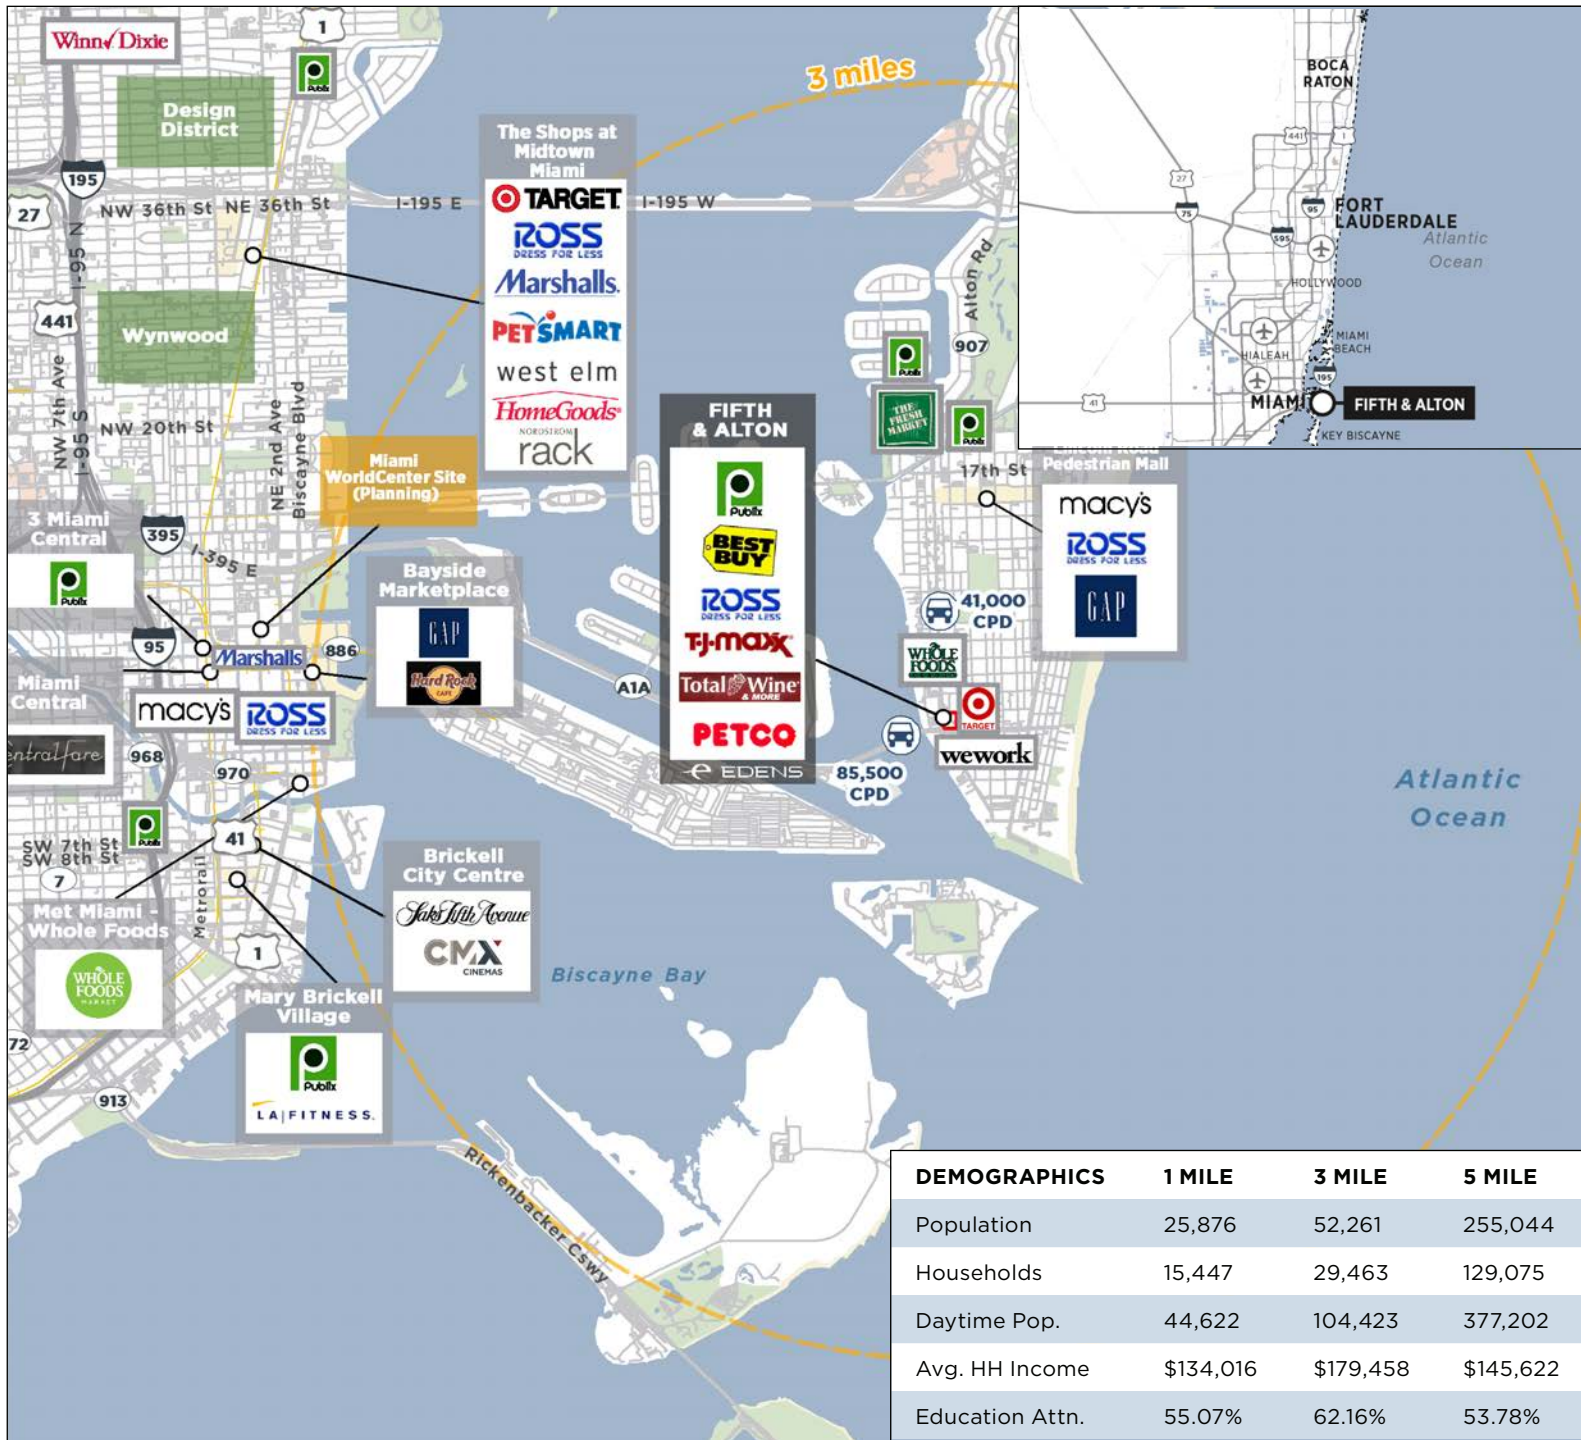 Winn Dixie
1
Publix
3 miles
Design
District
195
27
NW 36th St
NE 36th St
I-195 E
I-195 W
I-95 N
441
Wynwood
NW 7th Ave
I-95 S
NW 20th St
NE 2nd Ave
Biscayne Blvd
The Shops at
Midtown
Miami
TARGET
ROSS
DRESS FOR LESS
Marshalls.
PETSMART
west elm
HomeGoods
NORDSTROM
rack
Miami
WorldCenter Site
(Planning)
3 Miami
Central
Publix
395
I-395 E
95
Marshalls
886
Bayside
Marketplace
GAP
Hard Rock
CAFE
Miami
Central
macy's
ROSS
DRESS FOR LESS
968
970
Publix
SW 7th St
SW 8th St
7
41
Metrorail
Met Miami -
Whole Foods
WHOLE
FOODS
MARKET
1
72
913
Brickell
City Centre
Saks Fifth Avenue
CMX
CINEMAS
Mary Brickell
Village
Publix
LA|FITNESS.
Biscayne Bay
Rickenbacker Cswy
A1A
FIFTH
& ALTON
Publix
BEST
BUY
ROSS
DRESS FOR LESS
T·J·maxx
Total Wine
& MORE
PETCO
EDENS
85,500
CPD
Alton Rd
907
Publix
THE
FRESH
MARKET
Publix
17th St
Lincoln Road
Pedestrian Mall
macy's
ROSS
DRESS FOR LESS
GAP
41,000
CPD
WHOLE
FOODS
TARGET
wework
Atlantic
Ocean
BOCA
RATON
441
1
27
75
95
595
FORT
LAUDERDALE
Atlantic
Ocean
HOLLYWOOD
HIALEAH
MIAMI
BEACH
195
41
MIAMI
FIFTH & ALTON
KEY BISCAYNE
DEMOGRAPHICS 1 MILE 3 MILE 5 MILE
Population 25,876 52,261 255,044
Households 15,447 29,463 129,075
Daytime Pop. 44,622 104,423 377,202
Avg. HH Income $134,016 $179,458 $145,622
Education Attn. 55.07% 62.16% 53.78%